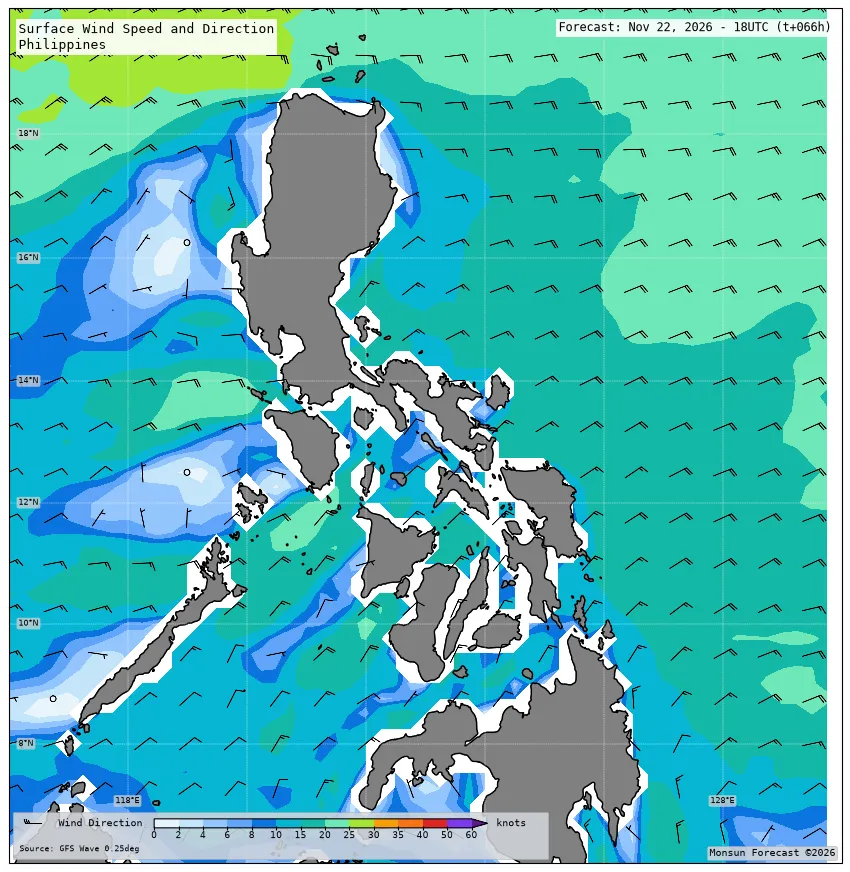 Surface Wind Speed and Direction
Philippines
Forecast: Nov 22, 2026 - 18UTC (t+066h)
18°N
16°N
14°N
12°N
10°N
8°N
118°E
128°E
Wind Direction
0 2 4 6 8 10 15 20 25 30 35 40 50 60
knots
Source: GFS Wave 0.25deg
Monsun Forecast ©2026